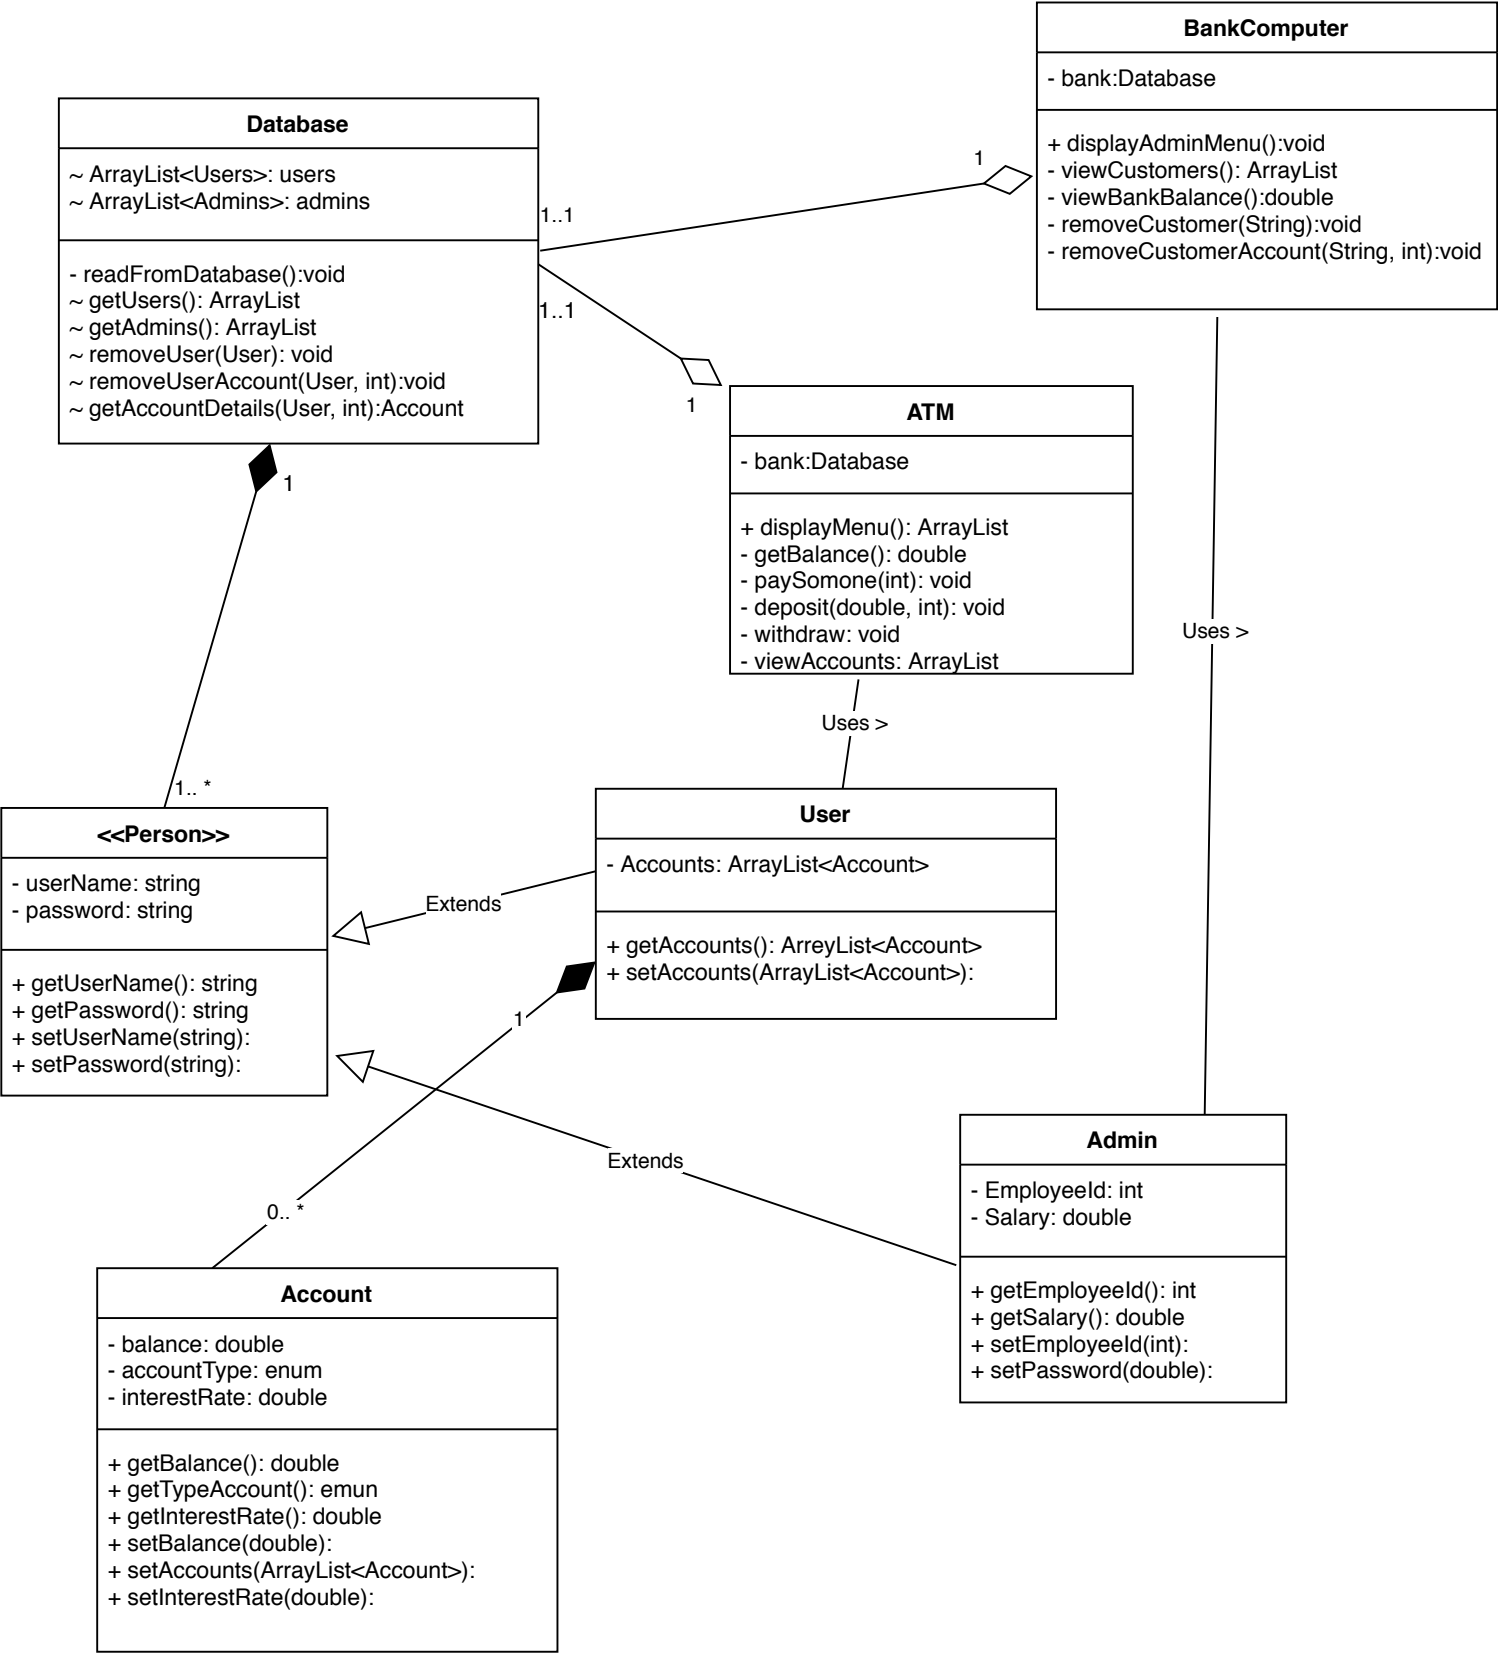 BankComputer
- bank:Database
+ displayAdminMenu():void
- viewCustomers(): ArrayList
- viewBankBalance():double
- removeCustomer(String):void
- removeCustomerAccount(String, int):void
Database
~ ArrayList<Users>: users
~ ArrayList<Admins>: admins
- readFromDatabase():void
~ getUsers(): ArrayList
~ getAdmins(): ArrayList
~ removeUser(User): void
~ removeUserAccount(User, int):void
~ getAccountDetails(User, int):Account
1
1..1
1..1
1
1
1.. *
ATM
- bank:Database
+ displayMenu(): ArrayList
- getBalance(): double
- paySomone(int): void
- deposit(double, int): void
- withdraw: void
- viewAccounts: ArrayList
Uses >
Uses >
<<Person>>
- userName: string
- password: string
+ getUserName(): string
+ getPassword(): string
+ setUserName(string):
+ setPassword(string):
Extends
User
- Accounts: ArrayList<Account>
+ getAccounts(): ArreyList<Account>
+ setAccounts(ArrayList<Account>):
1
0.. *
Extends
Admin
- EmployeeId: int
- Salary: double
+ getEmployeeId(): int
+ getSalary(): double
+ setEmployeeId(int):
+ setPassword(double):
Account
- balance: double
- accountType: enum
- interestRate: double
+ getBalance(): double
+ getTypeAccount(): emun
+ getInterestRate(): double
+ setBalance(double):
+ setAccounts(ArrayList<Account>):
+ setInterestRate(double):